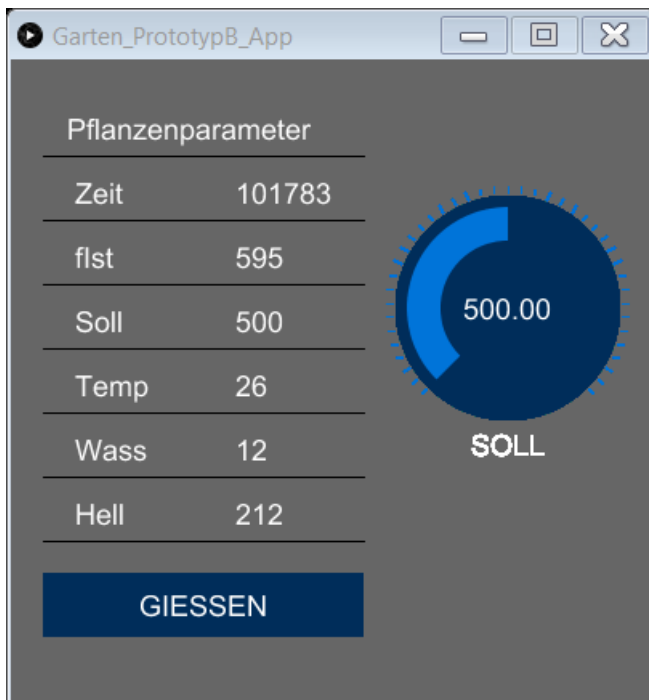 Garten_PrototypB_App
Pflanzenparameter
Zeit 101783
fIst 595
Soll 500
Temp 26
Wass 12
Hell 212
GIESSEN
500.00
SOLL